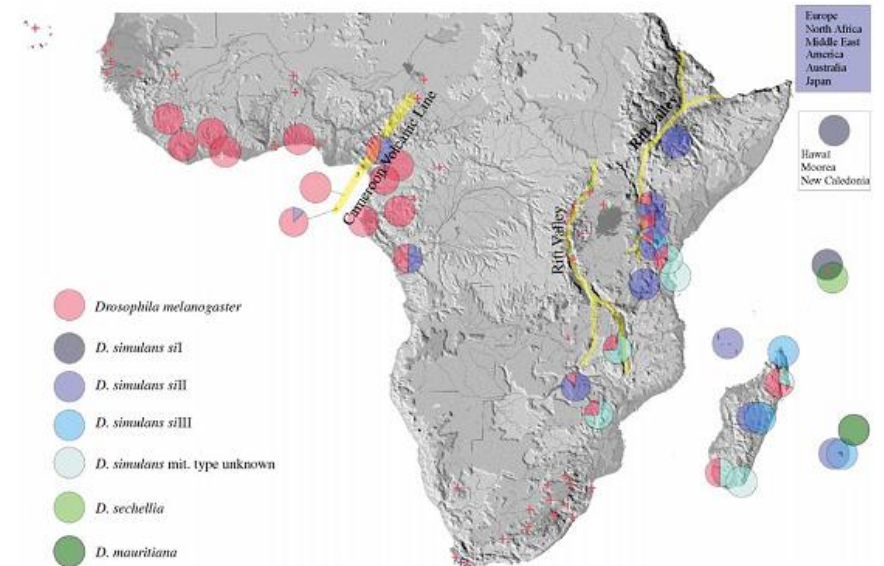 Europe
North Africa
Middle East
America
Australia
Japan
Hawaii
Moorea
New Caledonia
Rift valley
Cameroon Volcanic Lane
Rift Valley
Drosophila melanogaster
D. simulans siI
D. simulans siII
D. simulans siIII
D. simulans mit. type unknown
D. sechellia
D. mauritiana